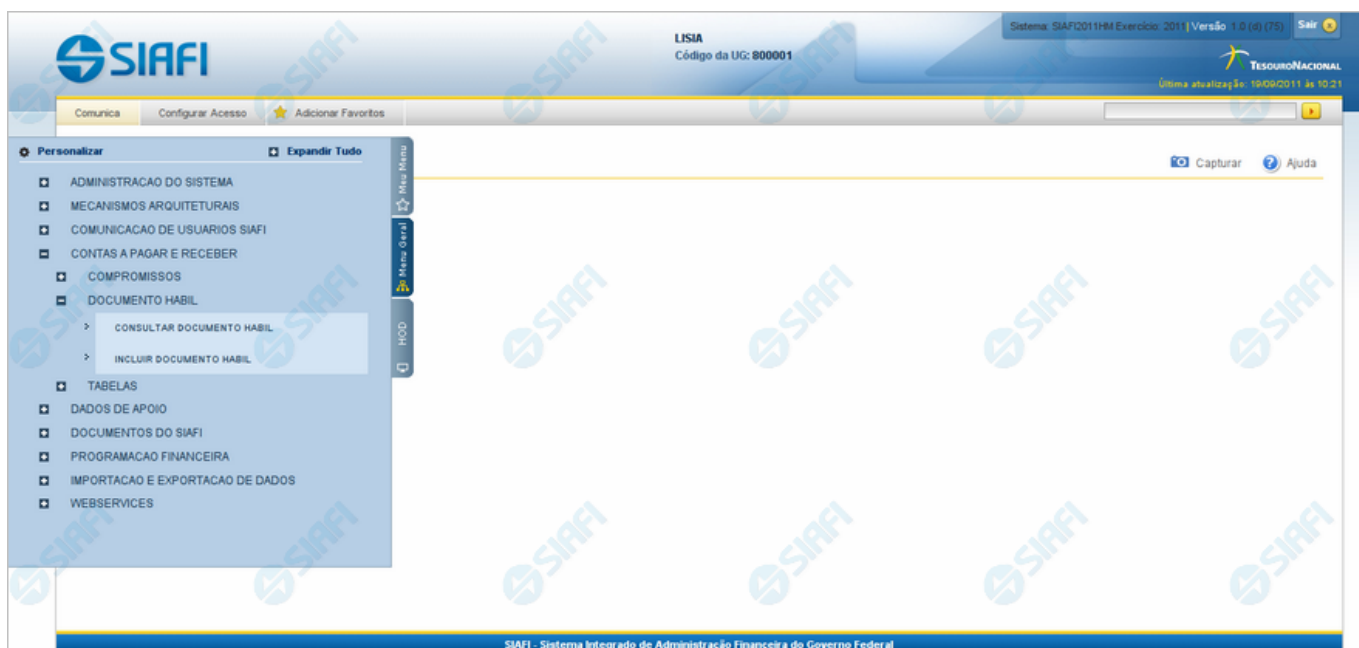 SIAFI
LISIA
Código da UG: 800001
Sistema: SIAFI2011HM Exercício: 2011 | Versão 1.0 (d) (75)
Sair
TESOURONACIONAL
Última atualização: 19/09/2011 às 10:21
Comunica
Configurar Acesso
Adicionar Favoritos
Personalizar
Expandir Tudo
Meu Menu
Menu Geral
HOD
Capturar
Ajuda
ADMINISTRACAO DO SISTEMA
MECANISMOS ARQUITETURAIS
COMUNICACAO DE USUARIOS SIAFI
CONTAS A PAGAR E RECEBER
COMPROMISSOS
DOCUMENTO HABIL
CONSULTAR DOCUMENTO HABIL
INCLUIR DOCUMENTO HABIL
TABELAS
DADOS DE APOIO
DOCUMENTOS DO SIAFI
PROGRAMACAO FINANCEIRA
IMPORTACAO E EXPORTACAO DE DADOS
WEBSERVICES
SIAFI - Sistema Integrado de Administração Financeira do Governo Federal